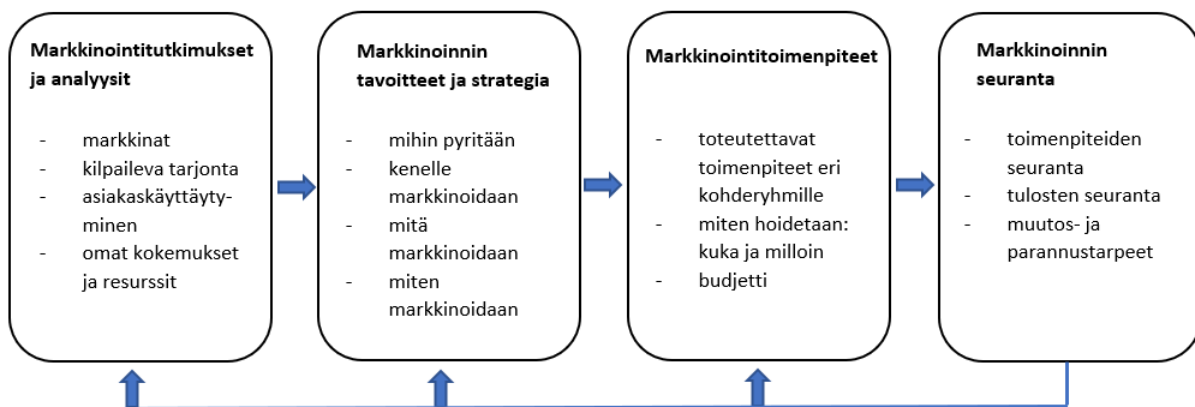 Markkinointitutkimukset
ja analyysit
- markkinat
- kilpaileva tarjonta
- asiakaskäyttäyty-
minen
- omat kokemukset
ja resurssit
Markkinoinnin
tavoitteet ja strategia
- mihin pyritään
- kenelle
markkinoidaan
- mitä
markkinoidaan
- miten
markkinoidaan
Markkinointitoimenpiteet
- toteutettavat
toimenpiteet eri
kohderyhmille
- miten hoidetaan:
kuka ja milloin
- budjetti
Markkinoinnin
seuranta
- toimenpiteiden
seuranta
- tulosten seuranta
- muutos- ja
parannustarpeet